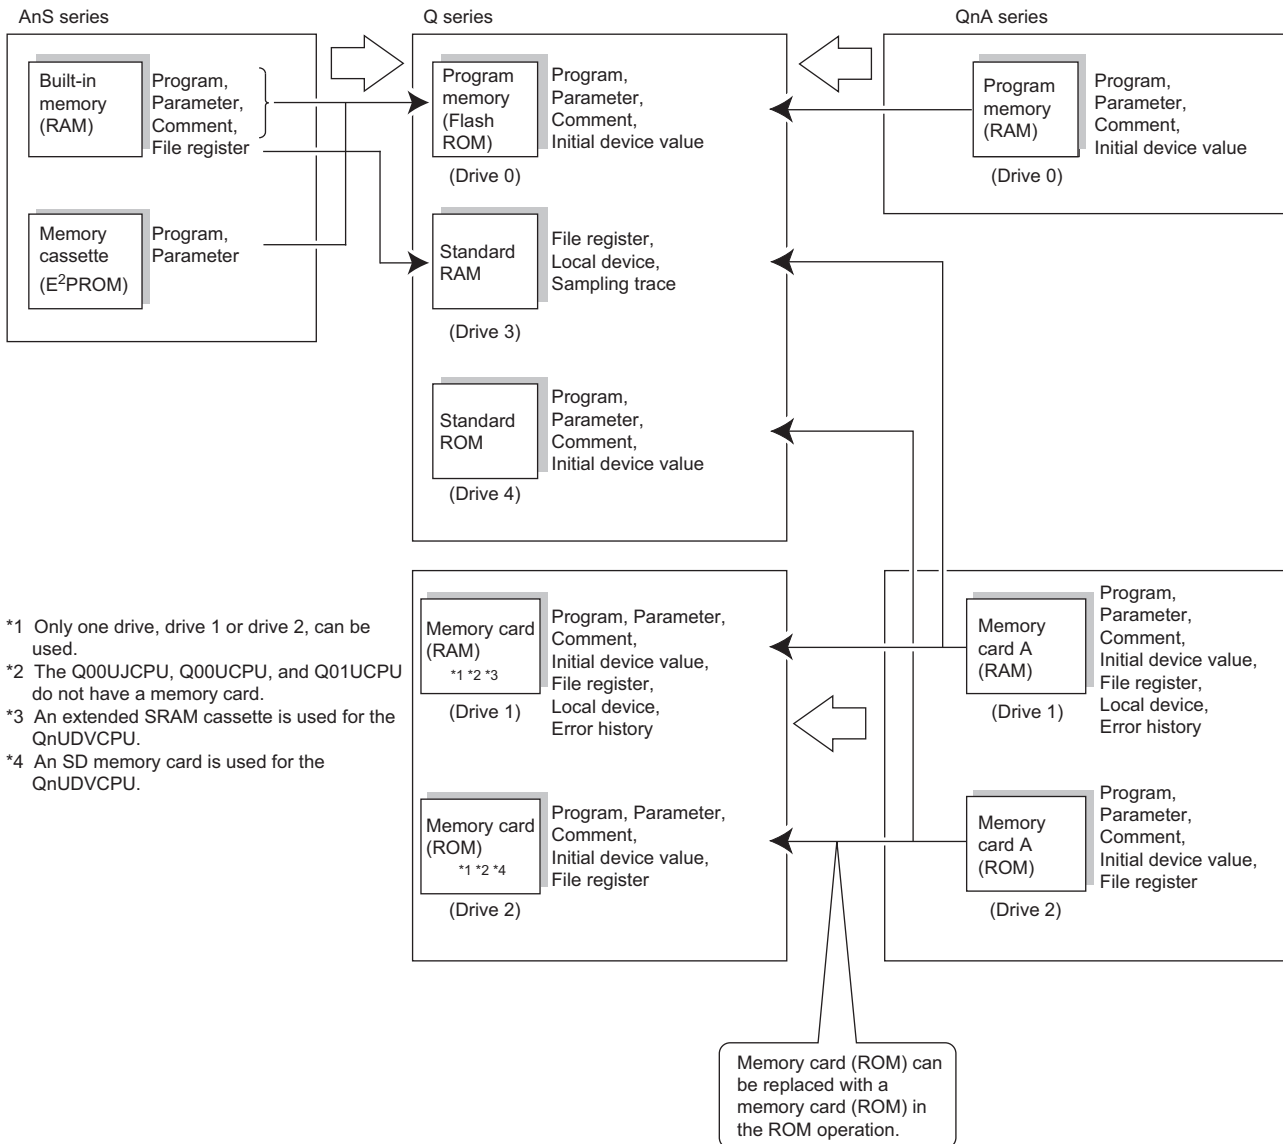 AnS series
Q series
QnA series
Built-in
memory
(RAM)
Program,
Parameter,
Comment,
File register
Memory
cassette
(E²PROM)
Program,
Parameter
Program
memory
(Flash
ROM)
Program,
Parameter,
Comment,
Initial device value
(Drive 0)
Standard
RAM
File register,
Local device,
Sampling trace
(Drive 3)
Standard
ROM
Program,
Parameter,
Comment,
Initial device value
(Drive 4)
Program
memory
(RAM)
Program,
Parameter,
Comment,
Initial device value
(Drive 0)
*1 Only one drive, drive 1 or drive 2, can be
used.
*2 The Q00UJCPU, Q00UCPU, and Q01UCPU
do not have a memory card.
*3 An extended SRAM cassette is used for the
QnUDVCPU.
*4 An SD memory card is used for the
QnUDVCPU.
Memory card
(RAM)
*1 *2 *3
Program, Parameter,
Comment,
Initial device value,
File register,
Local device,
Error history
(Drive 1)
Memory card
(ROM)
*1 *2 *4
Program, Parameter,
Comment,
Initial device value,
File register
(Drive 2)
Memory
card A
(RAM)
Program,
Parameter,
Comment,
Initial device value,
File register,
Local device,
Error history
(Drive 1)
Memory
card A
(ROM)
Program,
Parameter,
Comment,
Initial device value,
File register
(Drive 2)
Memory card (ROM) can
be replaced with a
memory card (ROM) in
the ROM operation.